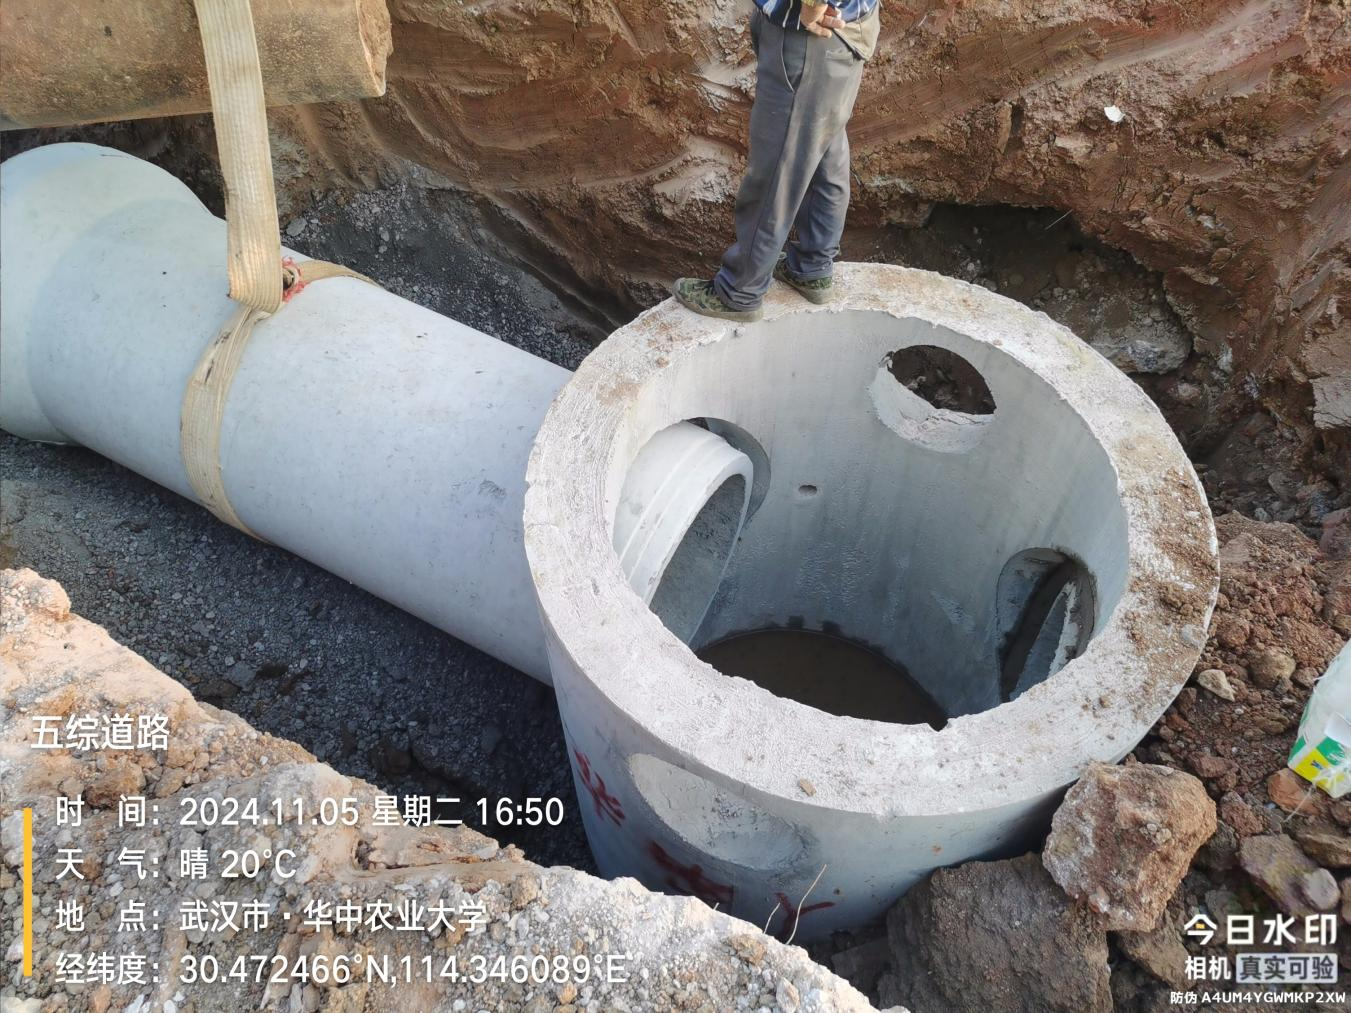 五综道路
时 间：2024.11.05 星期二 16:50
天 气：晴 20°C
地 点：武汉市·华中农业大学
经纬度：30.472466°N,114.346089°E
今日水印
相机 真实可验
防伪 A4UM4YGWMKP2XW